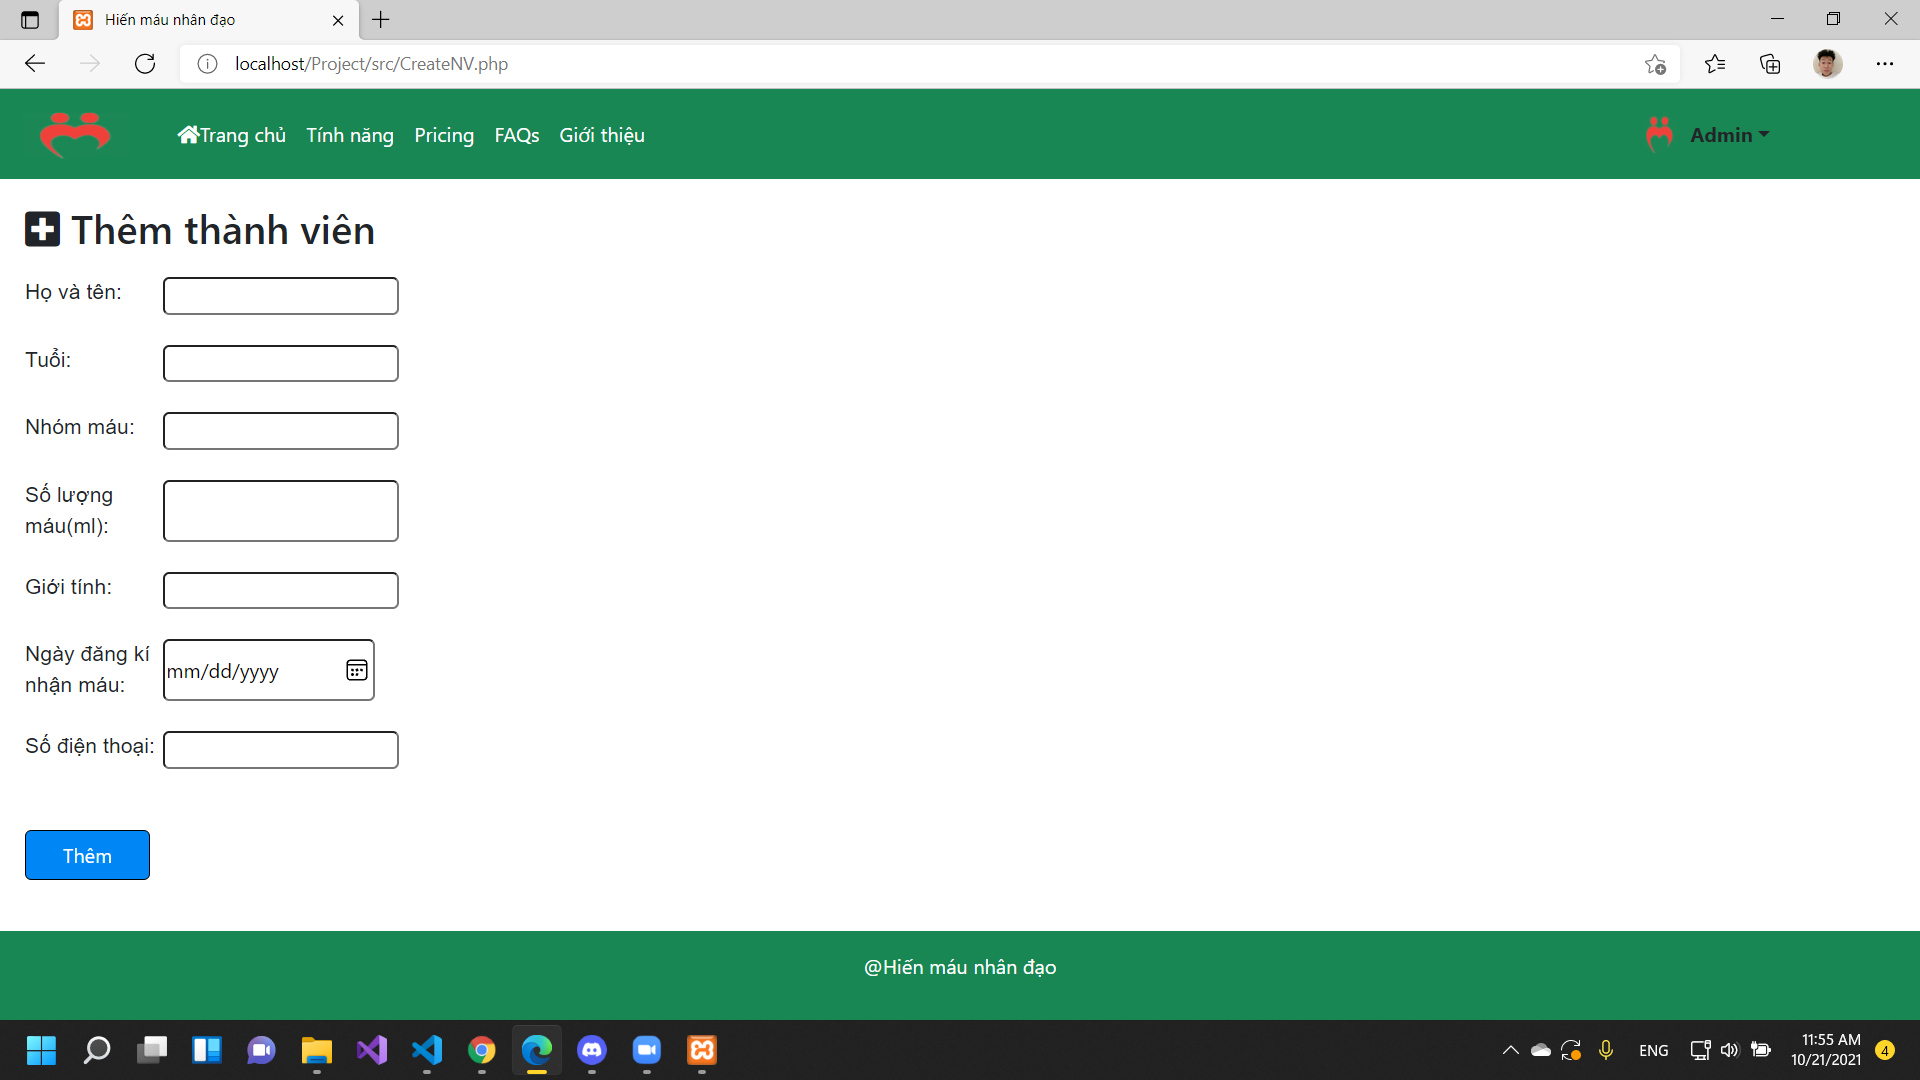 Hiến máu nhân đạo
localhost/Project/src/CreateNV.php
Trang chủ Tính năng Pricing FAQs Giới thiệu Admin
Thêm thành viên
Họ và tên:
Tuổi:
Nhóm máu:
Số lượng
máu(ml):
Giới tính:
Ngày đăng kí
nhận máu:
mm/dd/yyyy
Số điện thoại:
Thêm
@Hiến máu nhân đạo
ENG
11:55 AM
10/21/2021
4